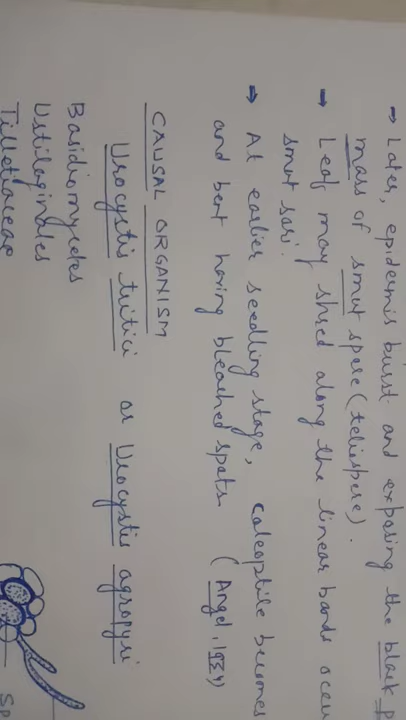 → Later, epidermis burst and exposing the black
mass of smut spore (teliospore).
→ Leaf may shred along the linear bands
smut sori.
→ At earlier seedling stage, coleoptile becomes
and bent having bleached spots (Angel, 1934)
CAUSAL ORGANISM
Urocystis tritici or Urocystis agropyri
Basidiomycetes
Ustilaginales
Tilletiaceae
Sp